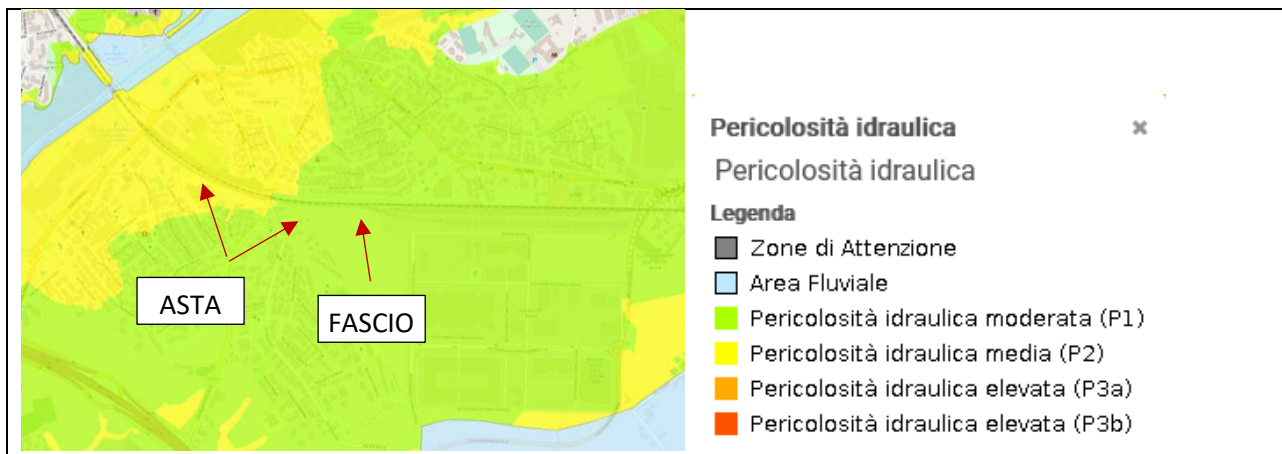 ASTA
FASCIO
Pericolosità idraulica
Pericolosità idraulica
Legenda
Zone di Attenzione
Area Fluviale
Pericolosità idraulica moderata (P1)
Pericolosità idraulica media (P2)
Pericolosità idraulica elevata (P3a)
Pericolosità idraulica elevata (P3b)